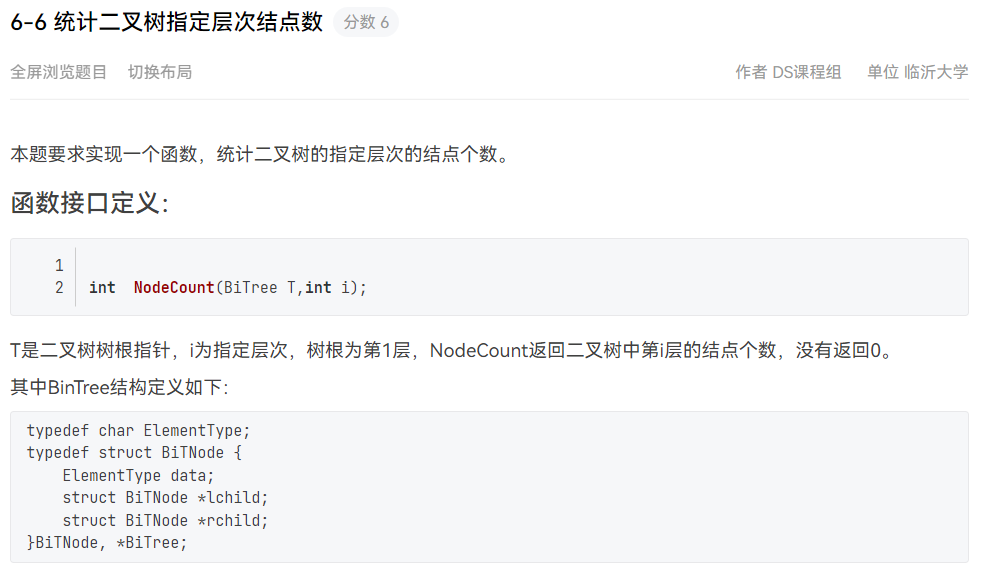 6-6 统计二叉树指定层次结点数 分数 6
全屏浏览题目 切换布局 作者 DS课程组 单位 临沂大学
本题要求实现一个函数，统计二叉树的指定层次的结点个数。
函数接口定义：
1
2 int  NodeCount(BiTree T,int i);
T是二叉树树根指针，i为指定层次，树根为第1层，NodeCount返回二叉树中第i层的结点个数，没有返回0。
其中BinTree结构定义如下：
typedef char ElementType;
typedef struct BiTNode {
    ElementType data;
    struct BiTNode *lchild;
    struct BiTNode *rchild;
}BiTNode, *BiTree;